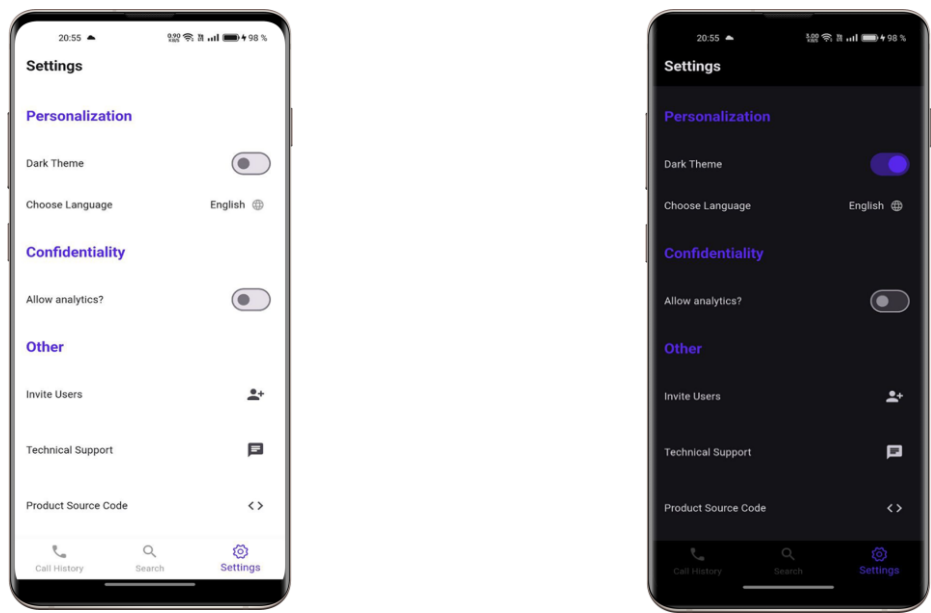 20:55 98 %
Settings
Personalization
Dark Theme
Choose Language English
Confidentiality
Allow analytics?
Other
Invite Users
Technical Support
Product Source Code
Call History Search Settings
20:55 98 %
Settings
Personalization
Dark Theme
Choose Language English
Confidentiality
Allow analytics?
Other
Invite Users
Technical Support
Product Source Code
Call History Search Settings